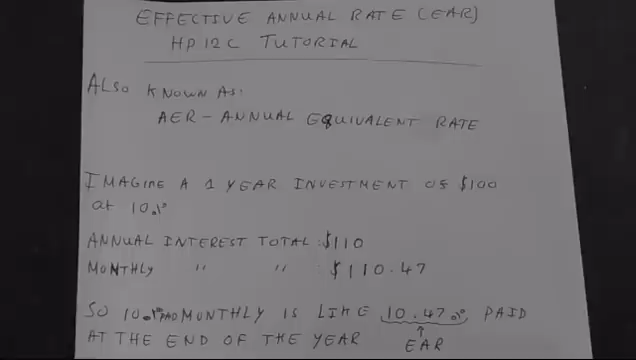 EFFECTIVE ANNUAL RATE (EAR)
HP12C TUTORIAL
ALSO KNOWN AS:
AER - ANNUAL EQUIVALENT RATE
IMAGINE A 1 YEAR INVESTMENT OF $100
at 10%
ANNUAL INTEREST TOTAL: $110
MONTHLY " " $110.47
SO 10% PAID MONTHLY IS LIKE 10.47% PAID
AT THE END OF THE YEAR
EAR